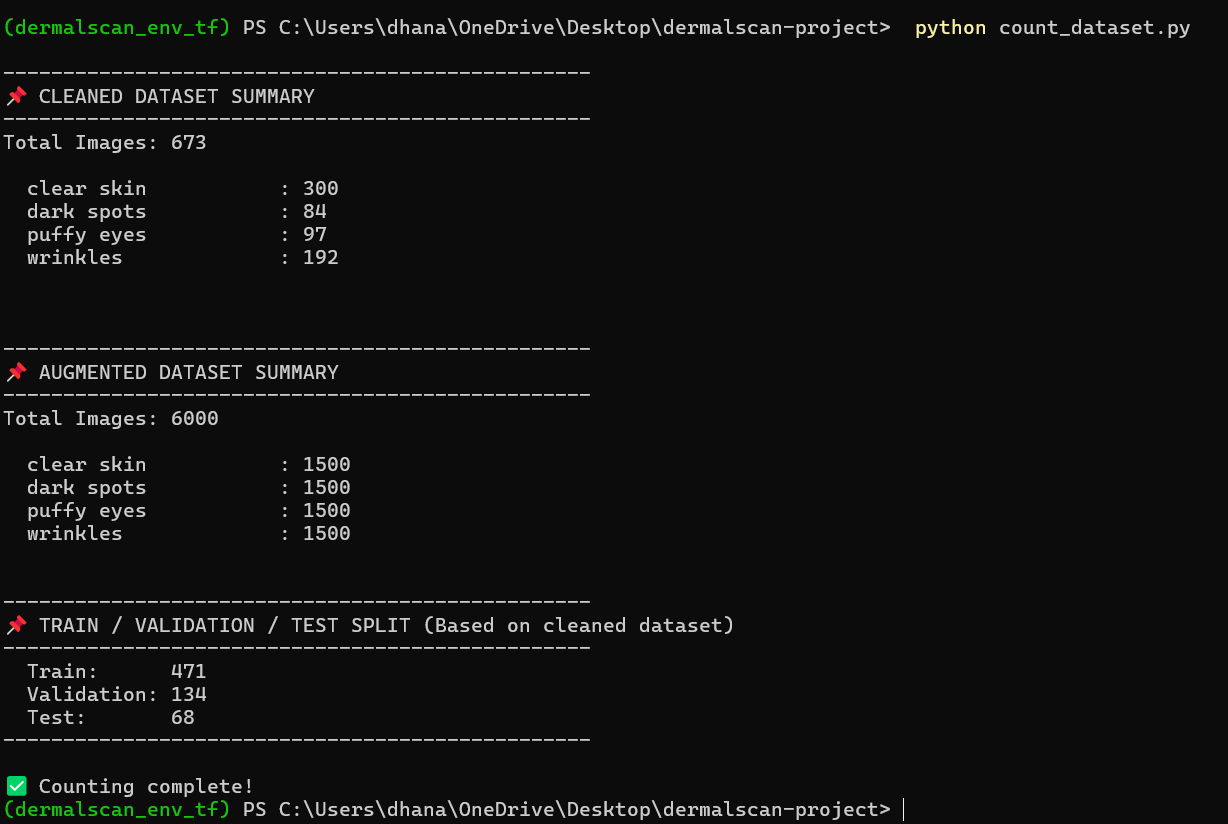 (dermalscan_env_tf) PS C:\Users\dhana\OneDrive\Desktop\dermalscan-project>  python count_dataset.py
-------------------------------------------------
📌 CLEANED DATASET SUMMARY
-------------------------------------------------
Total Images: 673
  clear skin           : 300
  dark spots           : 84
  puffy eyes           : 97
  wrinkles             : 192
-------------------------------------------------
📌 AUGMENTED DATASET SUMMARY
-------------------------------------------------
Total Images: 6000
  clear skin           : 1500
  dark spots           : 1500
  puffy eyes           : 1500
  wrinkles             : 1500
-------------------------------------------------
📌 TRAIN / VALIDATION / TEST SPLIT (Based on cleaned dataset)
-------------------------------------------------
  Train:      471
  Validation: 134
  Test:       68
-------------------------------------------------
✅ Counting complete!
(dermalscan_env_tf) PS C:\Users\dhana\OneDrive\Desktop\dermalscan-project>